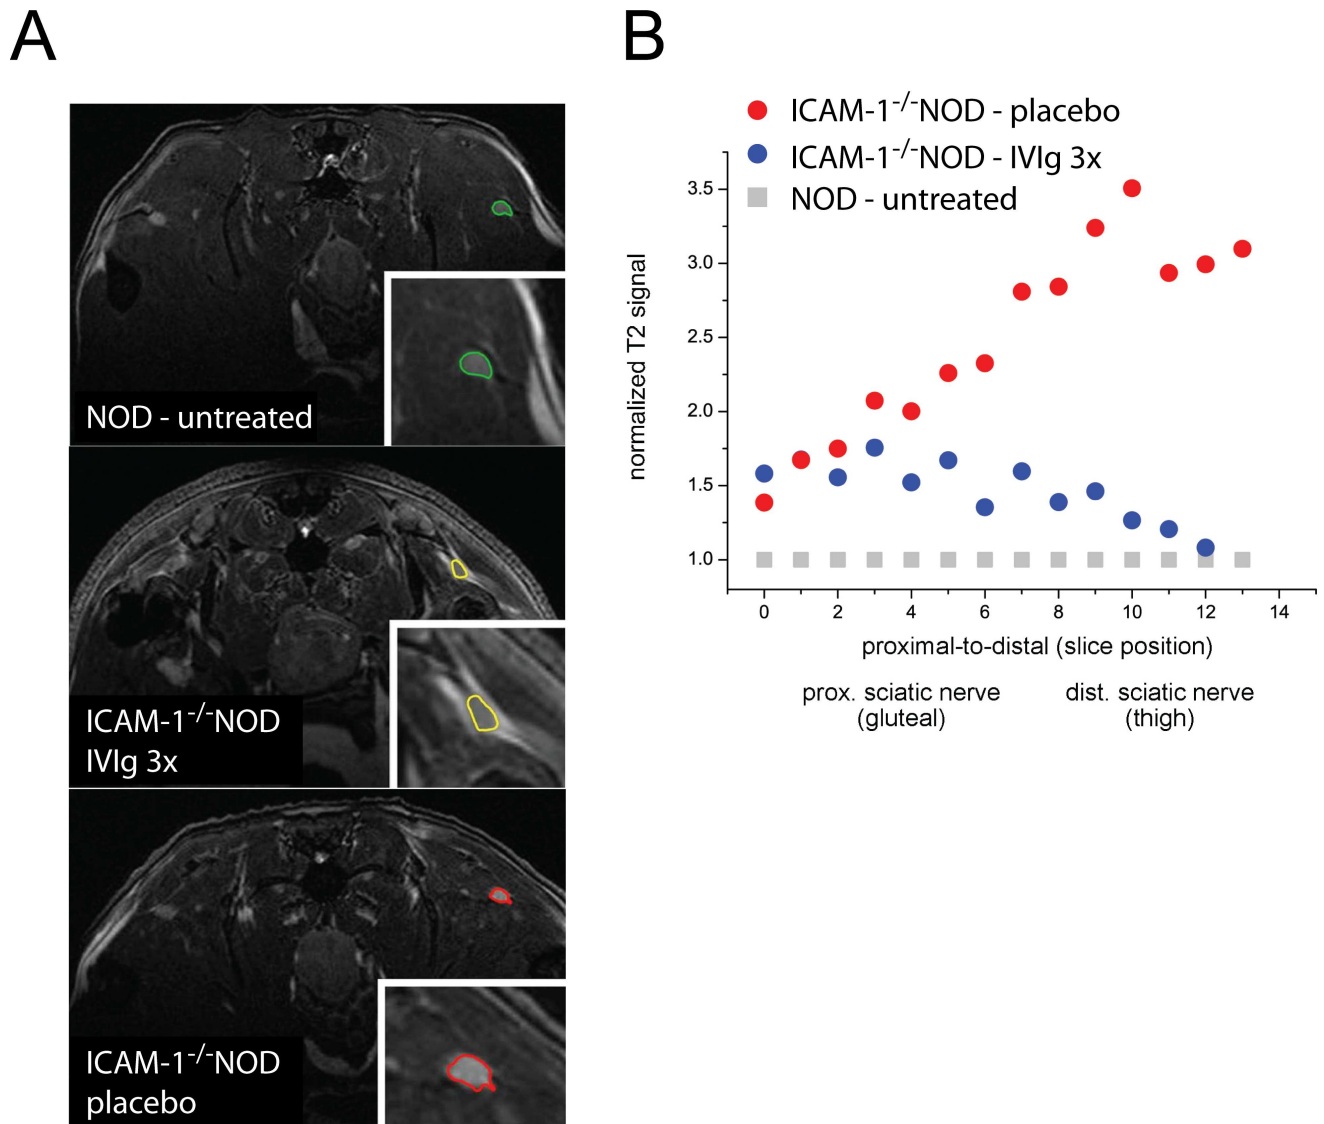 A
NOD - untreated
ICAM-1-/-NOD
IVIg 3x
ICAM-1-/-NOD
placebo
B
ICAM-1-/-NOD - placebo
ICAM-1-/-NOD - IVIg 3x
NOD - untreated
normalized T2 signal
3.5
3.0
2.5
2.0
1.5
1.0
0 2 4 6 8 10 12 14
proximal-to-distal (slice position)
prox. sciatic nerve
(gluteal)
dist. sciatic nerve
(thigh)